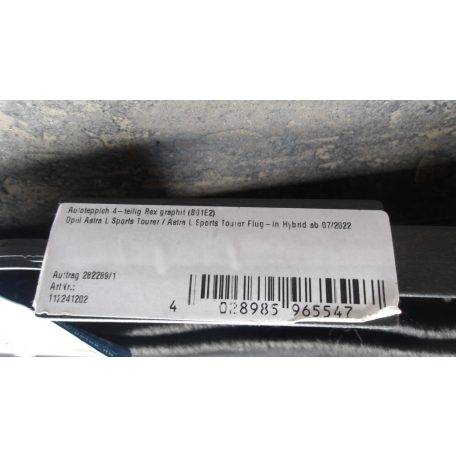 Autoteppich 4-teilig Rex graphit (B01E2)
Opel Astra L Sports Tourer / Astra L Sports Tourer Plug-in Hybrid ab 07/2022
Auftrag 282289/1
Art.Nr.:
112241202
4 028985 965547